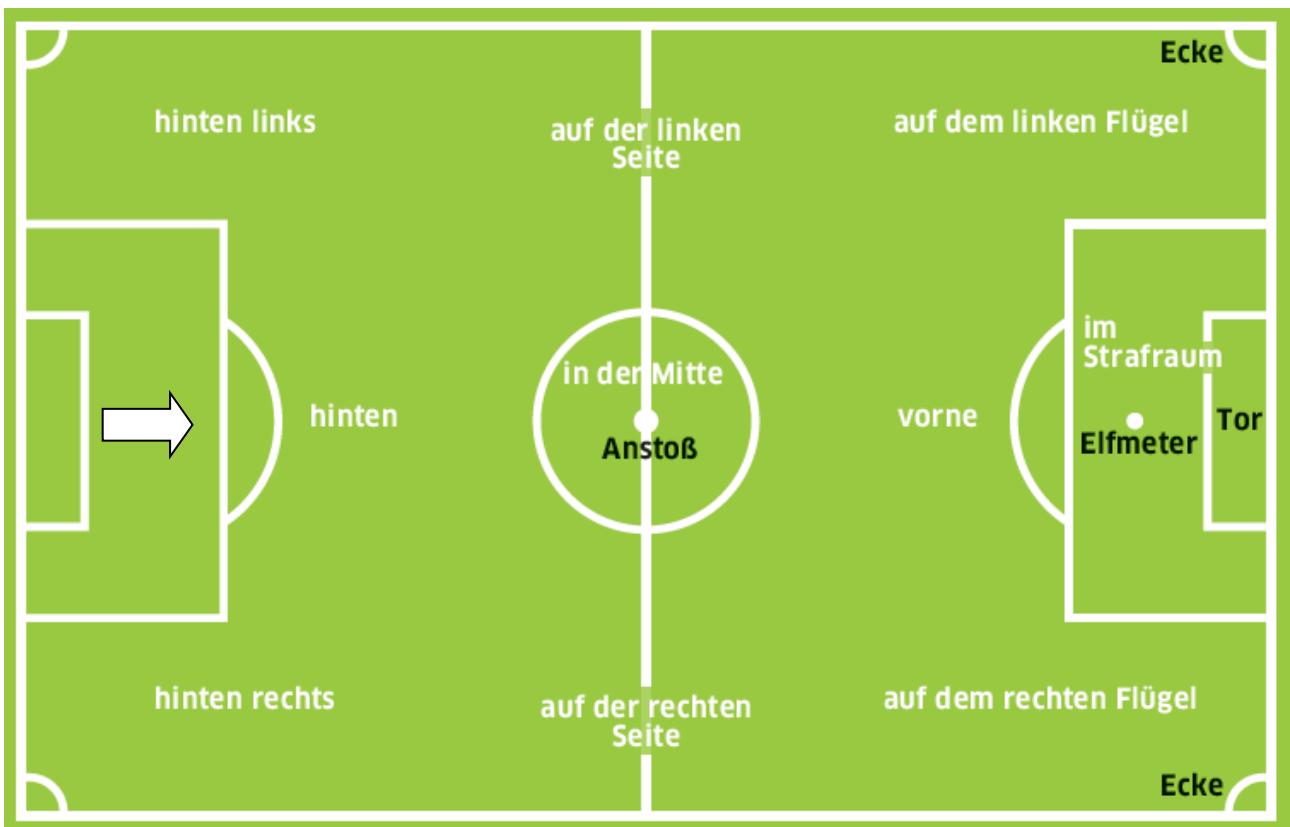 Ecke
hinten links
auf der linken
Seite
auf dem linken Flügel
im
Strafraum
in der Mitte
hinten
vorne
Tor
Anstoß
Elfmeter
hinten rechts
auf der rechten
Seite
auf dem rechten Flügel
Ecke